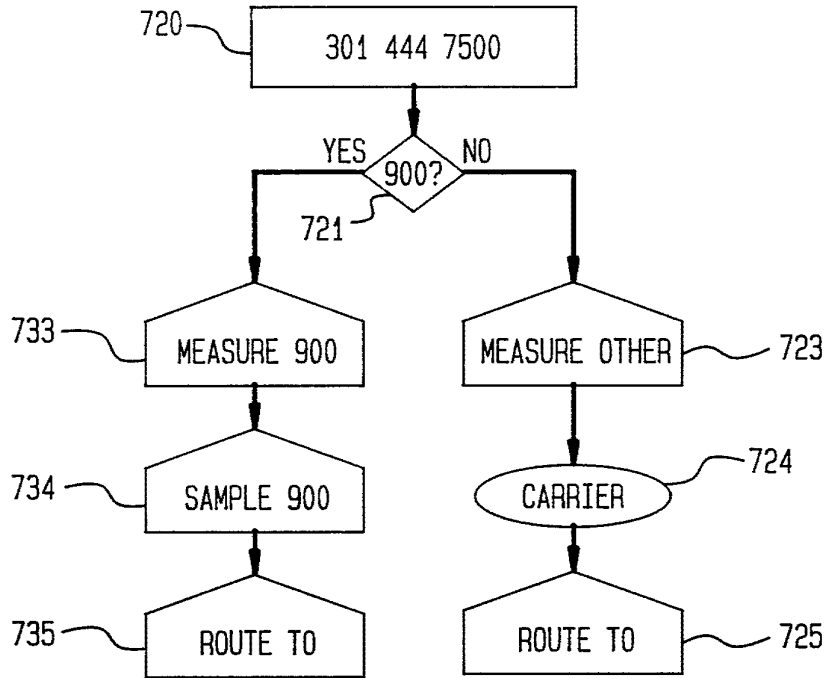 720
301 444 7500
YES
NO
900?
721
733
MEASURE 900
MEASURE OTHER
723
734
SAMPLE 900
CARRIER
724
735
ROUTE TO
ROUTE TO
725